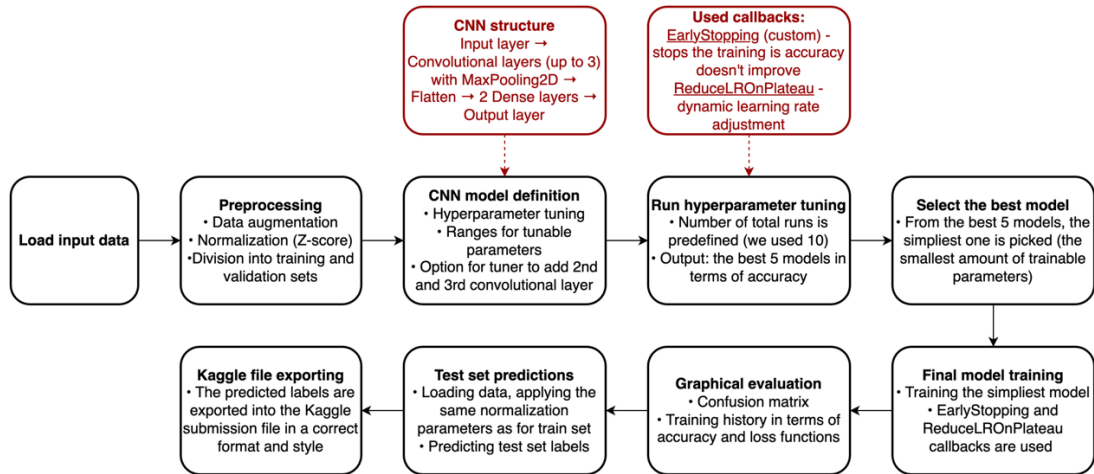 CNN structure
Input layer →
Convolutional layers (up to 3)
with MaxPooling2D →
Flatten → 2 Dense layers →
Output layer
Used callbacks:
EarlyStopping (custom) -
stops the training is accuracy
doesn't improve
ReduceLROnPlateau -
dynamic learning rate
adjustment
Load input data
Preprocessing
• Data augmentation
• Normalization (Z-score)
•Division into training and
validation sets
CNN model definition
• Hyperparameter tuning
• Ranges for tunable
parameters
• Option for tuner to add 2nd
and 3rd convolutional layer
Run hyperparameter tuning
• Number of total runs is
predefined (we used 10)
• Output: the best 5 models in
terms of accuracy
Select the best model
• From the best 5 models, the
simpliest one is picked (the
smallest amount of trainable
parameters)
Final model training
• Training the simpliest model
• EarlyStopping and
ReduceLROnPlateau
callbacks are used
Graphical evaluation
• Confusion matrix
• Training history in terms of
accuracy and loss functions
Test set predictions
• Loading data, applying the
same normalization
parameters as for train set
• Predicting test set labels
Kaggle file exporting
• The predicted labels are
exported into the Kaggle
submission file in a correct
format and style